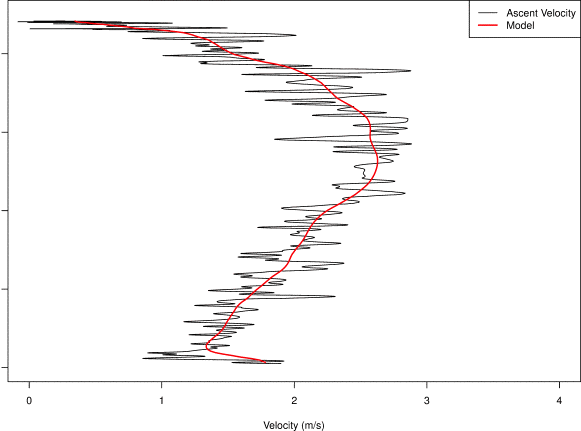 Ascent Velocity
Model
0 1 2 3 4
Velocity (m/s)